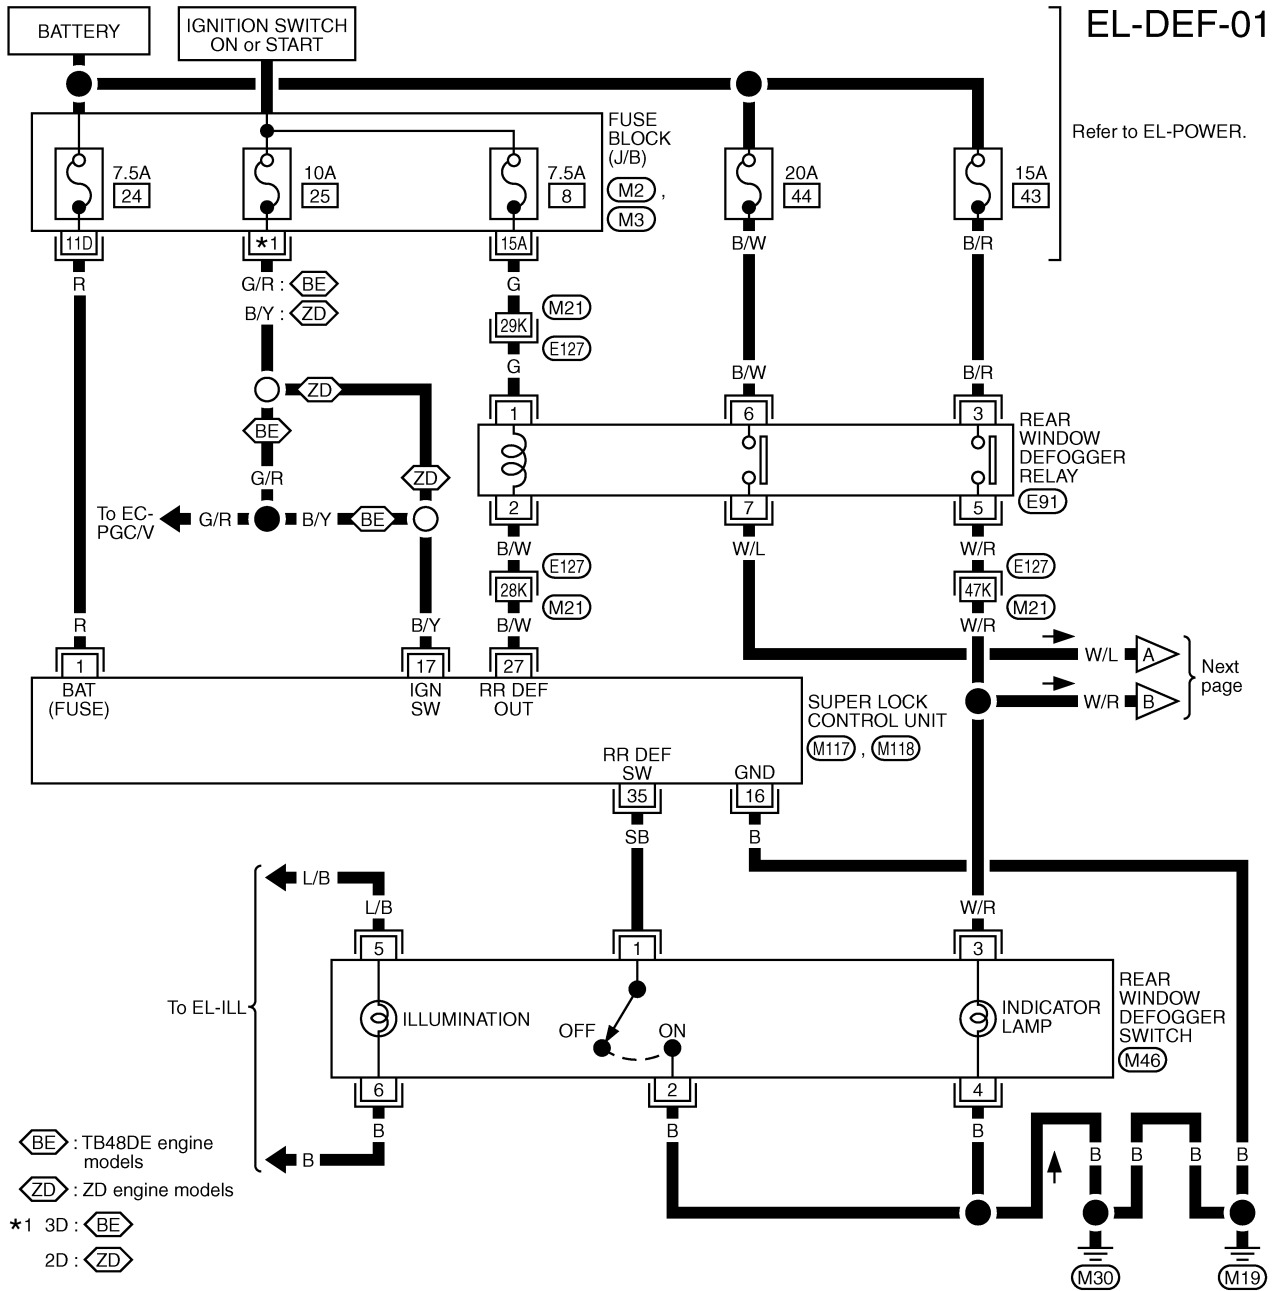 EL-DEF-01
BATTERY
IGNITION SWITCH
ON or START
Refer to EL-POWER.
FUSE
BLOCK
(J/B)
M2 ,
M3
7.5A
24
10A
25
7.5A
8
20A
44
15A
43
11D
*1
15A
B/W
B/R
R
G/R : BE
B/Y : ZD
G
M21
29K
E127
G
B/W
B/R
ZD
BE
G/R
ZD
1
6
3
REAR
WINDOW
DEFOGGER
RELAY
E91
2
7
5
To EC-
PGC/V
G/R
B/Y
BE
B/W
W/L
W/R
E127
E127
28K
47K
M21
M21
R
B/Y
B/W
W/R
1
17
27
W/L
A
W/R
B
Next
page
BAT
(FUSE)
IGN
SW
RR DEF
OUT
SUPER LOCK
CONTROL UNIT
M117 , M118
RR DEF
SW
GND
35
16
SB
B
L/B
L/B
W/R
5
1
3
To EL-ILL
ILLUMINATION
OFF
ON
INDICATOR
LAMP
REAR
WINDOW
DEFOGGER
SWITCH
M46
6
2
4
B
B
B
B
B
B
B
B
BE : TB48DE engine
models
ZD : ZD engine models
*1 3D : BE
2D : ZD
M30
M19